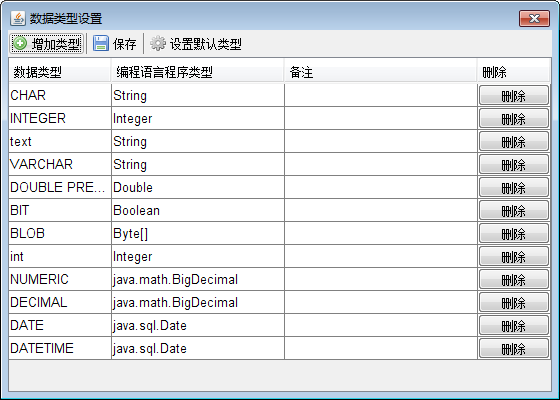 数据类型设置
增加类型 保存 设置默认类型
数据类型 编程语言程序类型 备注 删除
CHAR String 删除
INTEGER Integer 删除
text String 删除
VARCHAR String 删除
DOUBLE PRE... Double 删除
BIT Boolean 删除
BLOB Byte[] 删除
int Integer 删除
NUMERIC java.math.BigDecimal 删除
DECIMAL java.math.BigDecimal 删除
DATE java.sql.Date 删除
DATETIME java.sql.Date 删除